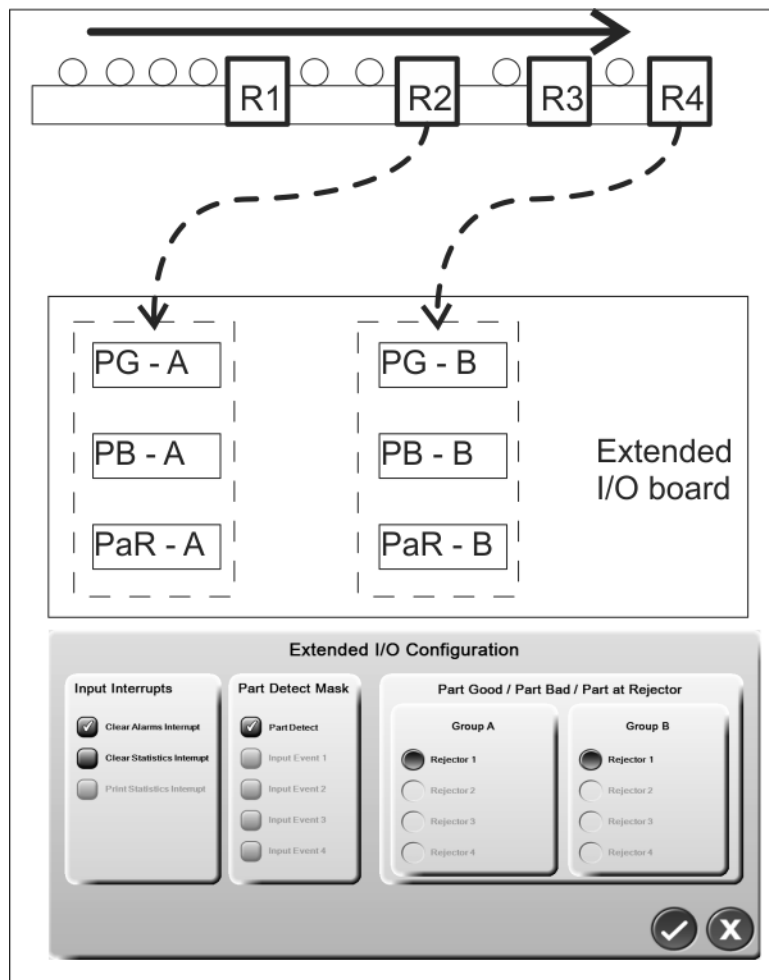 R1 R2 R3 R4
PG - A PG - B
PB - A PB - B
Extended
I/O board
PaR - A PaR - B
Extended I/O Configuration
Input Interrupts
Clear Alarms Interrupt
Clear Statistics Interrupt
Print Statistics Interrupt
Part Detect Mask
Part Detect
Input Event 1
Input Event 2
Input Event 3
Input Event 4
Part Good / Part Bad / Part at Rejector
Group A
Rejector 1
Rejector 2
Rejector 3
Rejector 4
Group B
Rejector 1
Rejector 2
Rejector 3
Rejector 4